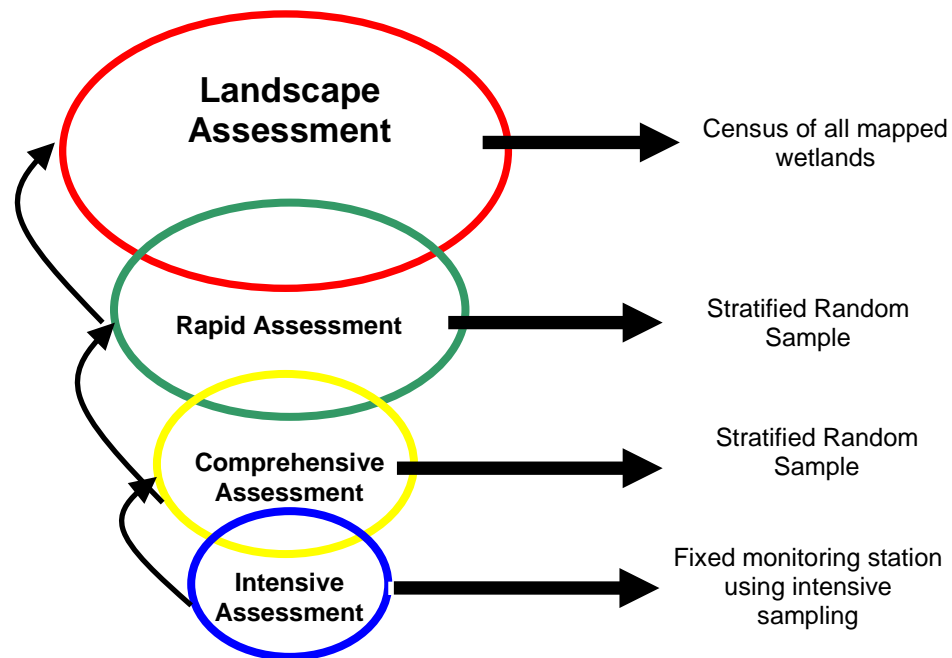 Landscape
Assessment
Census of all mapped
wetlands
Rapid Assessment
Stratified Random
Sample
Comprehensive
Assessment
Stratified Random
Sample
Intensive
Assessment
Fixed monitoring station
using intensive
sampling